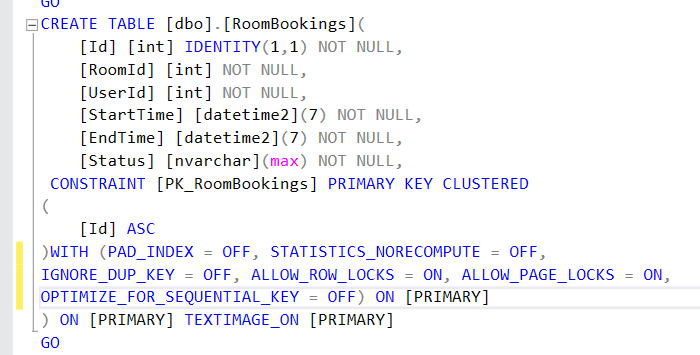 GO
CREATE TABLE [dbo].[RoomBookings](
[Id] [int] IDENTITY(1,1) NOT NULL,
[RoomId] [int] NOT NULL,
[UserId] [int] NOT NULL,
[StartTime] [datetime2](7) NOT NULL,
[EndTime] [datetime2](7) NOT NULL,
[Status] [nvarchar](max) NOT NULL,
CONSTRAINT [PK_RoomBookings] PRIMARY KEY CLUSTERED
(
[Id] ASC
)WITH (PAD_INDEX = OFF, STATISTICS_NORECOMPUTE = OFF,
IGNORE_DUP_KEY = OFF, ALLOW_ROW_LOCKS = ON, ALLOW_PAGE_LOCKS = ON,
OPTIMIZE_FOR_SEQUENTIAL_KEY = OFF) ON [PRIMARY]
) ON [PRIMARY] TEXTIMAGE_ON [PRIMARY]
GO